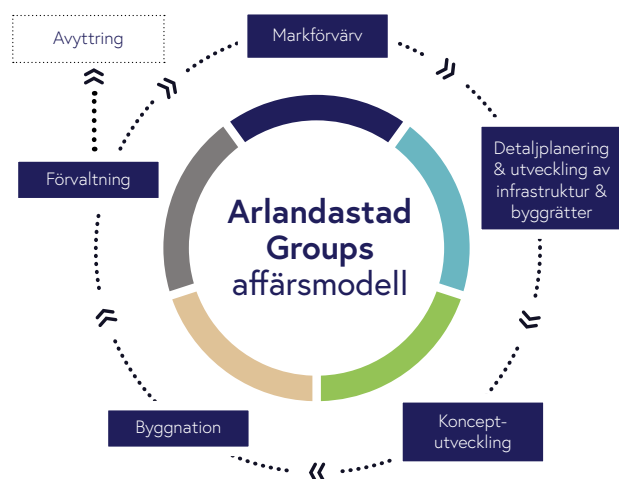 Avyttring
Markförvärv
Förvaltning
Detaljplanering
& utveckling av
infrastruktur &
byggrätter
Arlandastad
Groups
affärsmodell
Byggnation
Koncept-
utveckling